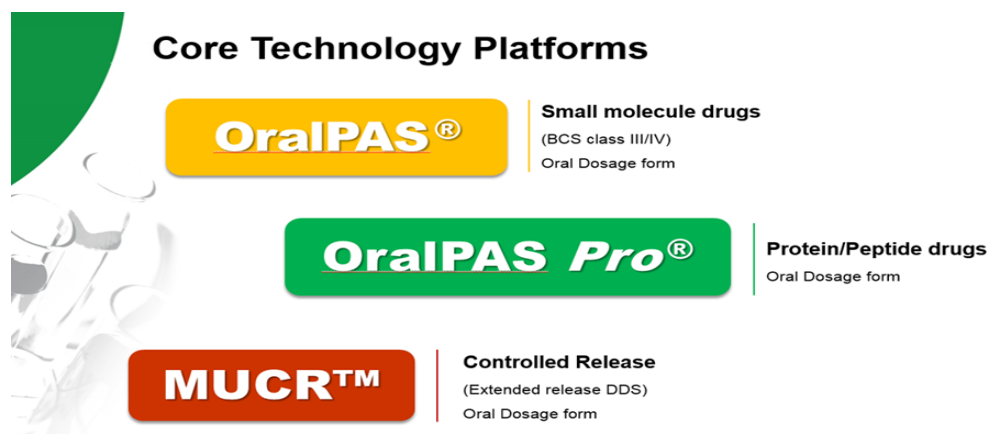 Core Technology Platforms
OralPAS®
Small molecule drugs
(BCS class III/IV)
Oral Dosage form
OralPAS Pro®
Protein/Peptide drugs
Oral Dosage form
MUCR™
Controlled Release
(Extended release DDS)
Oral Dosage form